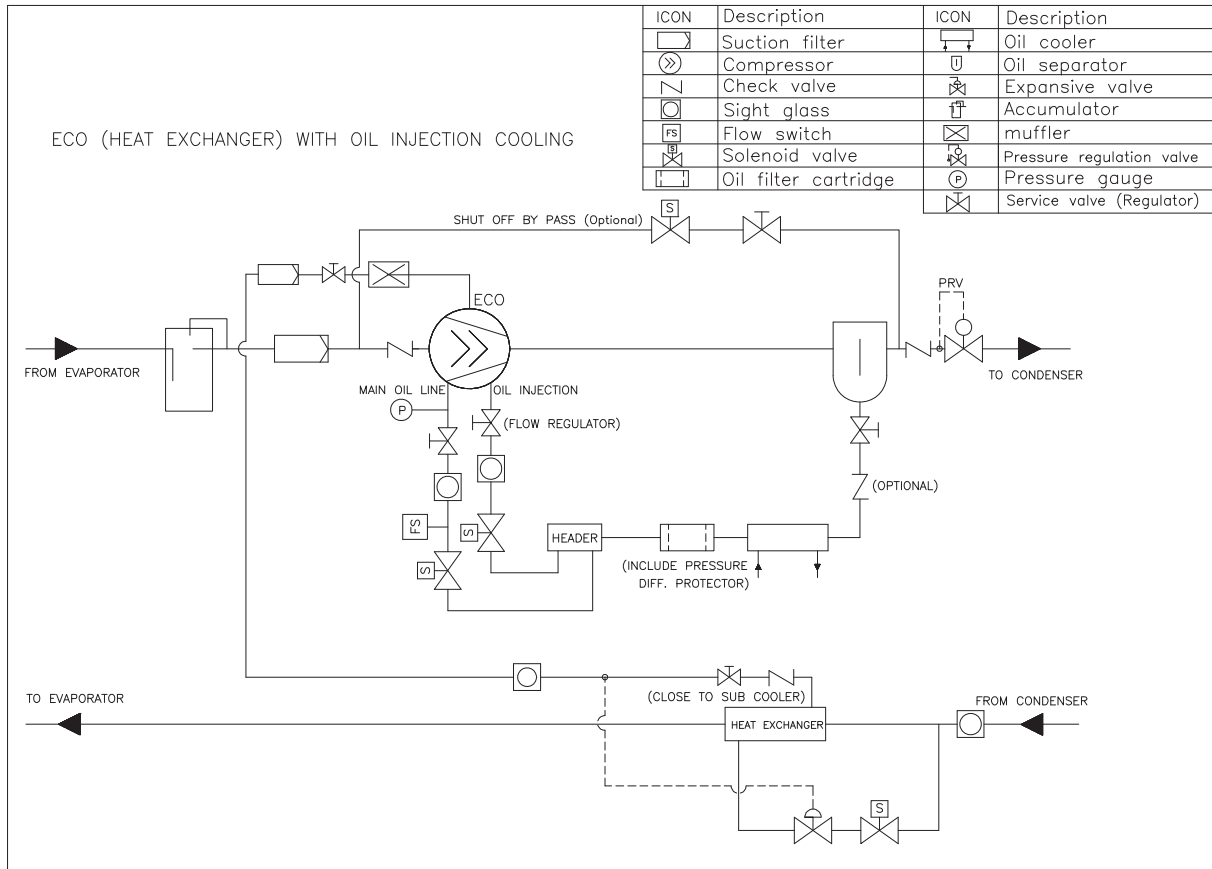 ICON Description ICON Description
Suction filter Oil cooler
Compressor I Oil separator
Check valve Expansive valve
Sight glass Accumulator
FS Flow switch muffler
S Solenoid valve Pressure regulation valve
Oil filter cartridge P Pressure gauge
Service valve (Regulator)
ECO (HEAT EXCHANGER) WITH OIL INJECTION COOLING
SHUT OFF BY PASS (Optional)
S
ECO
PRV
FROM EVAPORATOR
TO CONDENSER
MAIN OIL LINE
OIL INJECTION
P
(FLOW REGULATOR)
(OPTIONAL)
FS
S
S
HEADER
(INCLUDE PRESSURE
DIFF. PROTECTOR)
TO EVAPORATOR
(CLOSE TO SUB COOLER)
FROM CONDENSER
HEAT EXCHANGER
S